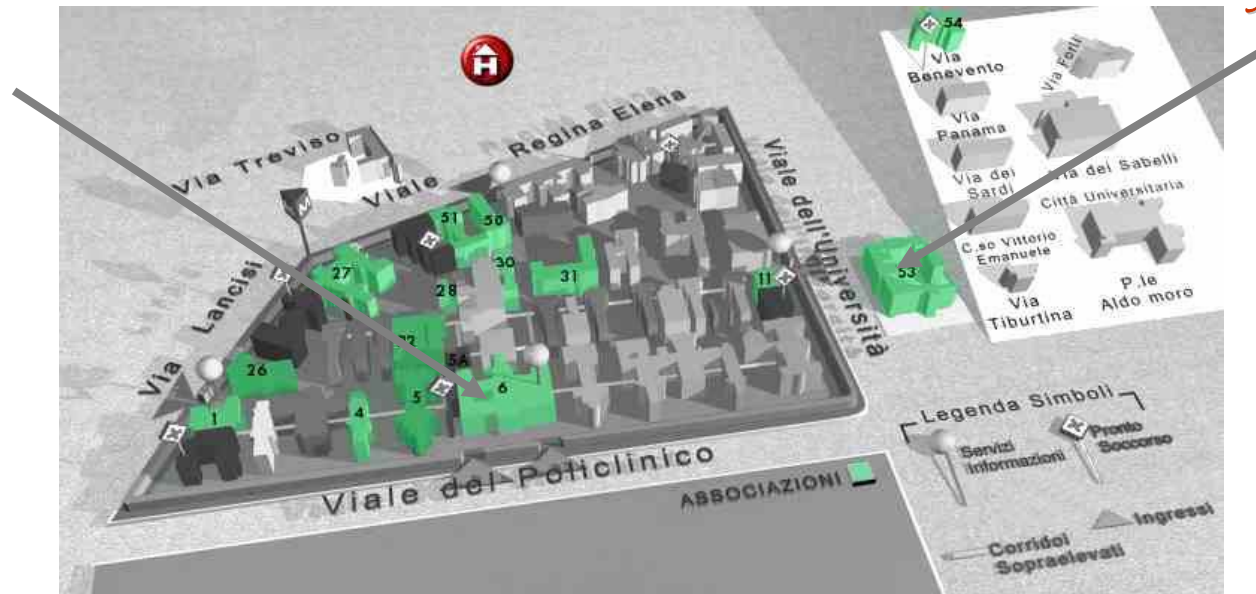 H
54
Via
Benevento
Via Forlì
Via
Panama
Via dei
Sardi
Via dei Sabelli
Città Universitaria
C.so Vittorio
Emanuele
P.le
Aldo moro
Via
Tiburtina
53
Via Treviso
Viale
Regina Elena
Viale dell'Università
Via Lancisi
M
51
50
27
30
31
28
11
22
5A
26
6
1
4
5
Viale del Policlinico
ASSOCIAZIONI
Legenda Simboli
Servizi
Informazioni
Pronto
Soccorso
Ingressi
Corridoi
Sopraelevati